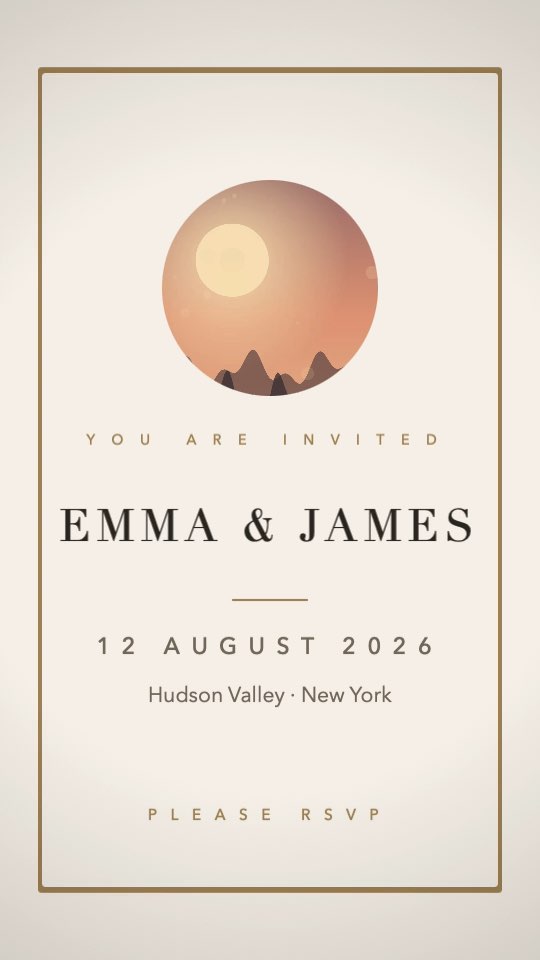 YOU ARE INVITED
EMMA & JAMES
12 AUGUST 2026
Hudson Valley · New York
PLEASE RSVP